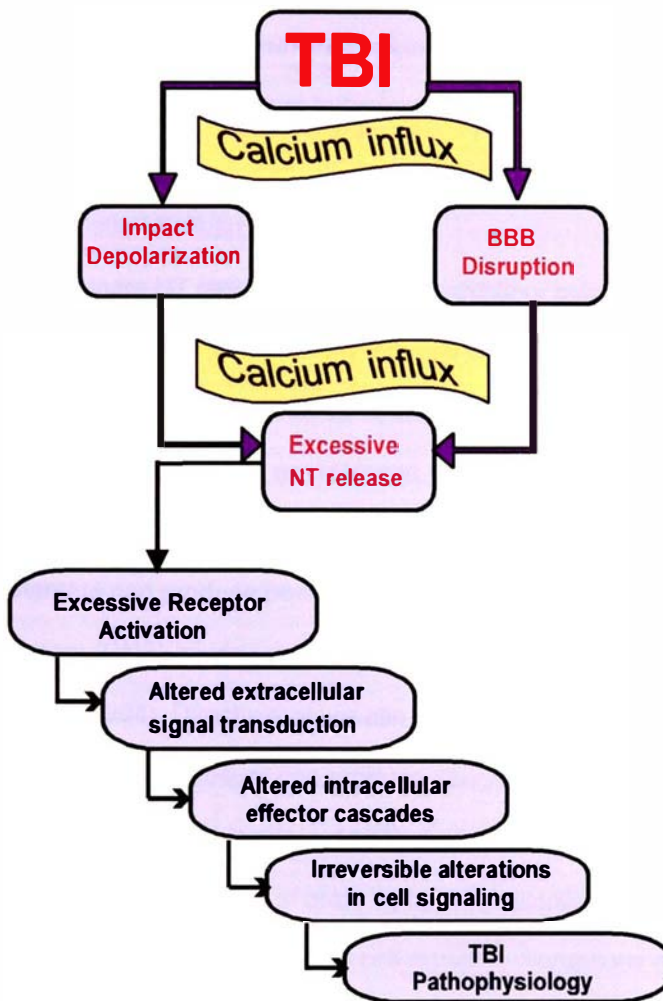 TBI
Calcium influx
Impact
Depolarization
BBB
Disruption
Calcium influx
Excessive
NT release
Excessive Receptor
Activation
Altered extracellular
signal transduction
Altered intracellular
effector cascades
Irreversible alterations
in cell signaling
TBI
Pathophysiology